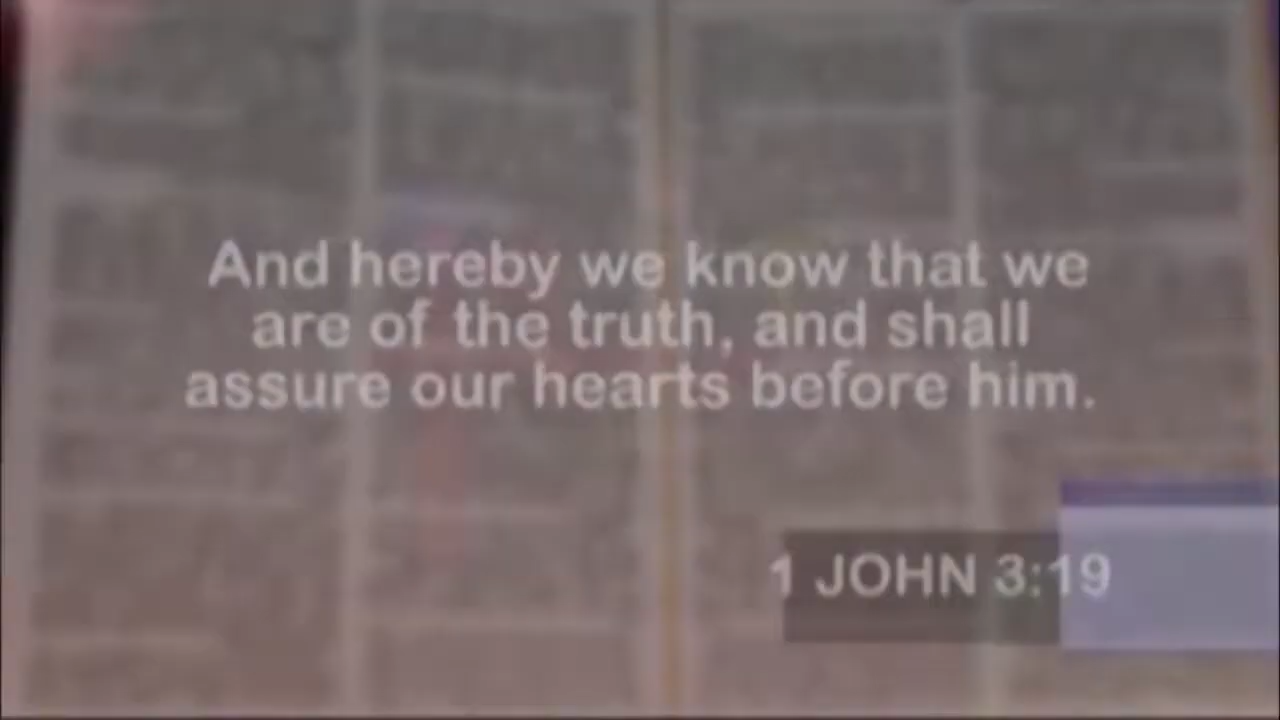 And hereby we know that we
are of the truth, and shall
assure our hearts before him.
1 JOHN 3:19